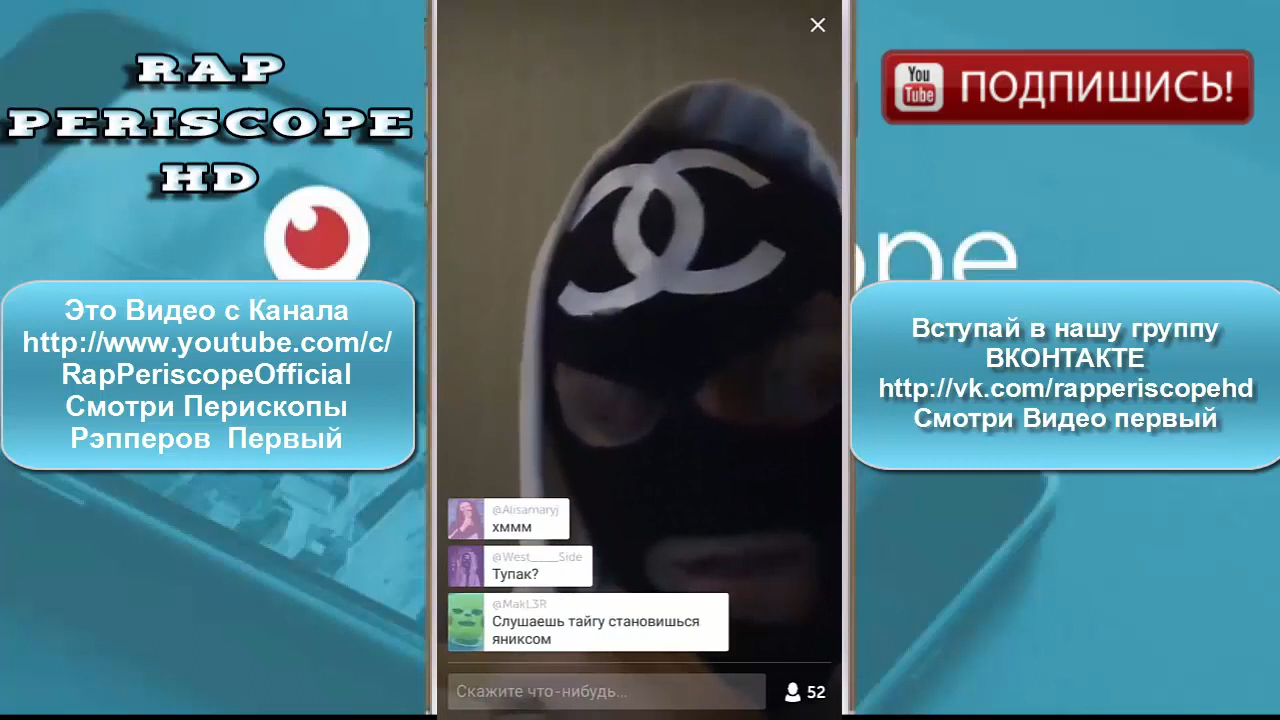 RAP
PERISCOPE
HD
Это Видео с Канала
http://www.youtube.com/c/
RapPeriscopeOfficial
Смотри Перископы
Рэпперов Первый
@Alisamaryj
хммм
@West____Side
Тупак?
@MakL3R
Слушаешь тайгу становишься
яниксом
Скажите что-нибудь...
52
You
Tube
ПОДПИШИСЬ!
ope
Вступай в нашу группу
ВКОНТАКТЕ
http://vk.com/rapperiscopehd
Смотри Видео первый